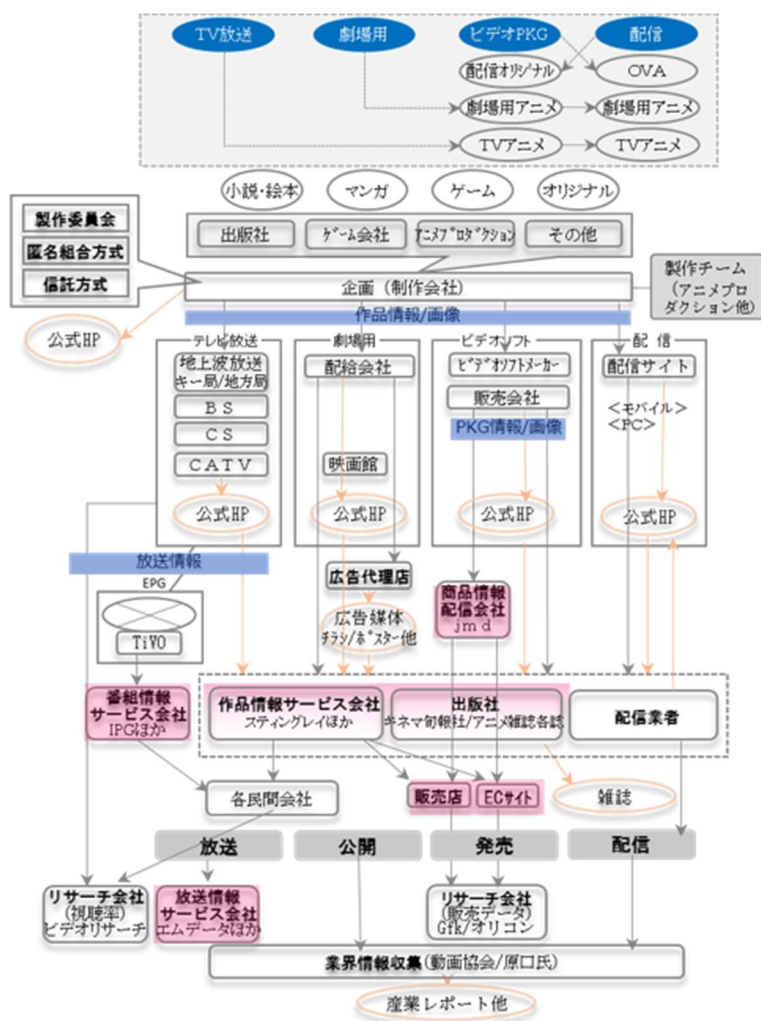 TV放送 劇場用 ビデオPKG 配信
配信オリジナル OVA
劇場用アニメ 劇場用アニメ
TVアニメ TVアニメ
小説・絵本 マンガ ゲーム オリジナル
製作委員会
匿名組合方式
信託方式
出版社 ゲーム会社 アニメプロダクション その他
企画（制作会社）
製作チーム
（アニメプロ
ダクション他）
作品情報/画像
公式HP
テレビ放送 劇場用 ビデオソフト 配 信
地上波放送
キー局/地方局
BS
CS
CATV
公式HP
配給会社
映画館
公式HP
ビデオソフトメーカー
販売会社
PKG情報/画像
公式HP
配信サイト
＜モバイル＞
＜PC＞
公式HP
放送情報
EPG
TiVO
広告代理店
広告媒体
チラシ/ポスター他
商品情報
配信会社
jmd
番組情報
サービス会社
IPGほか
作品情報サービス会社
スティングレイほか
出版社
キネマ旬報社/アニメ雑誌各誌
配信業者
各民間会社
販売店 ECサイト 雑誌
放送 公開 発売 配信
リサーチ会社
(視聴率)
ビデオリサーチ
放送情報
サービス会社
エムデータほか
リサーチ会社
(販売データ)
Gfk/オリコン
業界情報収集(動画協会/原口氏)
産業レポート他